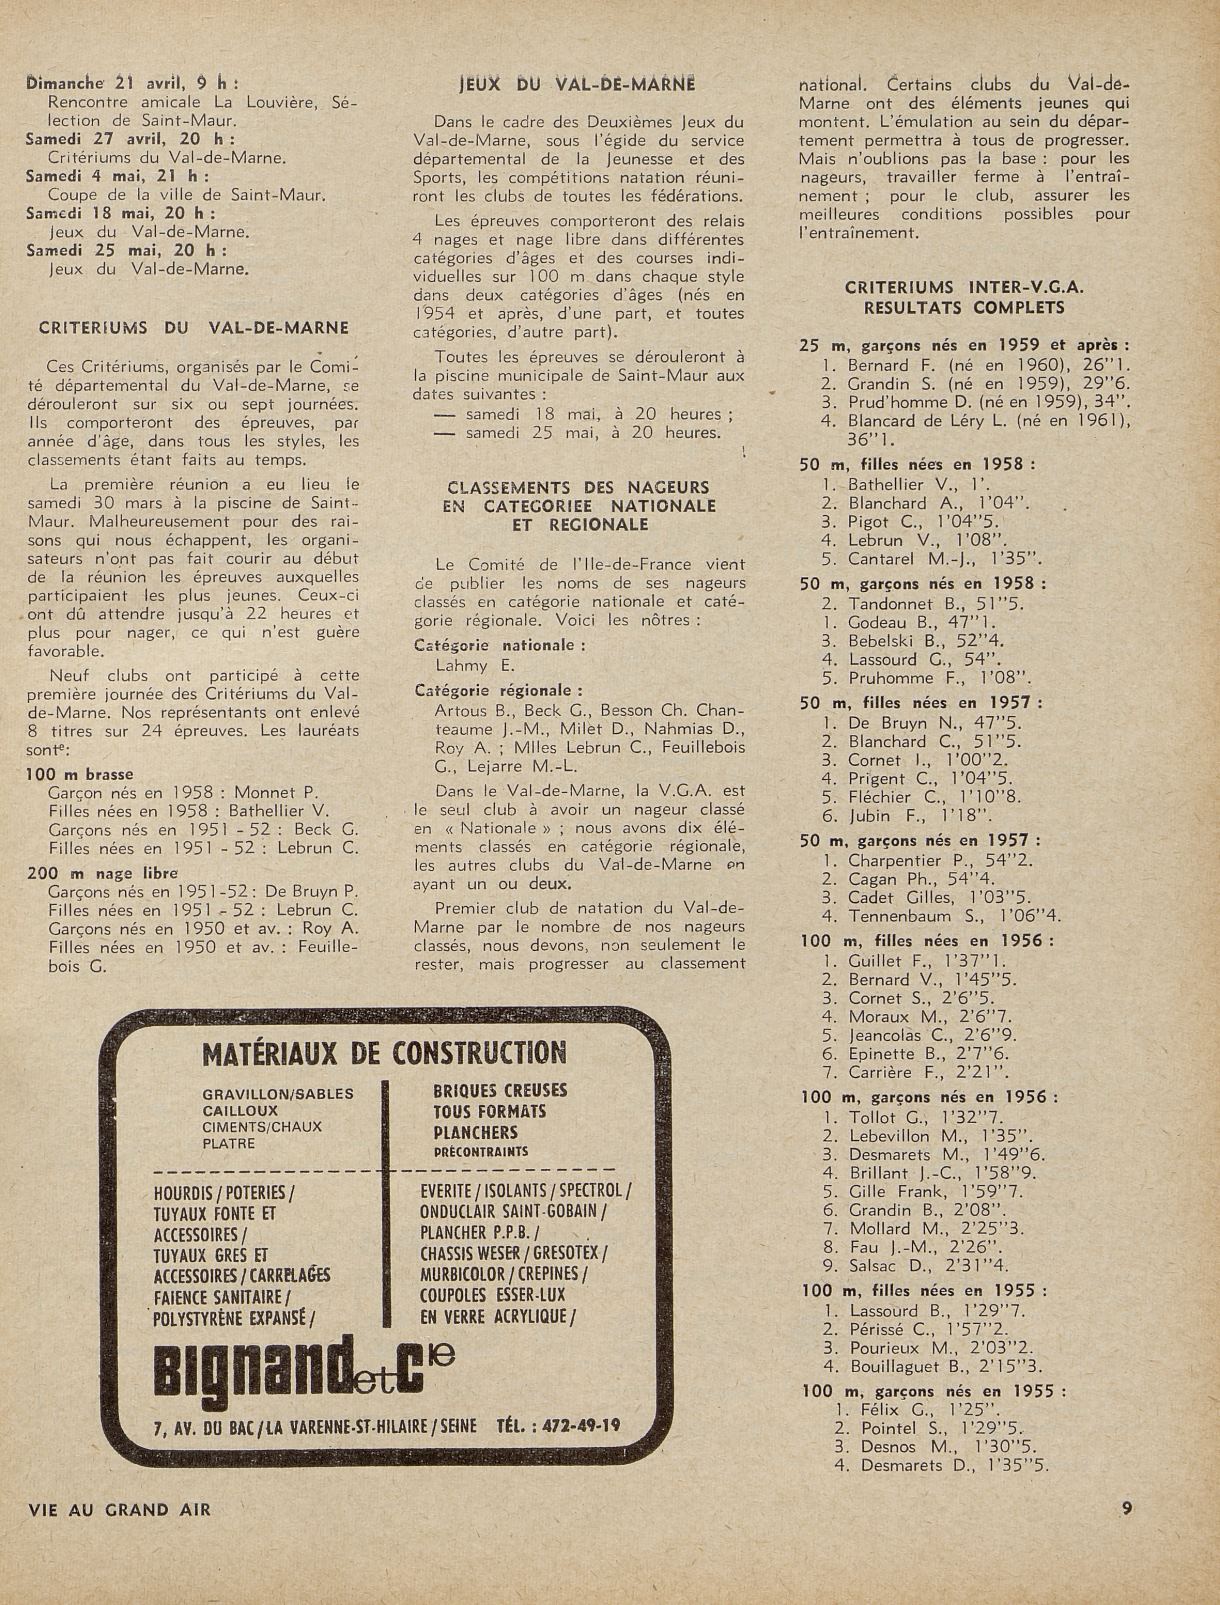 Dimanche 21 avril, 9 h :
Rencontre amicale La Louvière, Sé-
lection de Saint-Maur.
Samedi 27 avril, 20 h :
Critériums du Val-de-Marne.
Samedi 4 mai, 21 h :
Coupe de la ville de Saint-Maur.
Samedi 18 mai, 20 h :
Jeux du Val-de-Marne.
Samedi 25 mai, 20 h :
Jeux du Val-de-Marne.
CRITERIUMS DU VAL-DE-MARNE
Ces Critériums, organisés par le Comi-
té départemental du Val-de-Marne, se
dérouleront sur six ou sept journées.
Ils comporteront des épreuves, par
année d'âge, dans tous les styles, les
classements étant faits au temps.
La première réunion a eu lieu le
samedi 30 mars à la piscine de Saint-
Maur. Malheureusement pour des rai-
sons qui nous échappent, les organi-
sateurs n'ont pas fait courir au début
de la réunion les épreuves auxquelles
participaient les plus jeunes. Ceux-ci
ont dû attendre jusqu'à 22 heures et
plus pour nager, ce qui n'est guère
favorable.
Neuf clubs ont participé à cette
première journée des Critériums du Val-
de-Marne. Nos représentants ont enlevé
8 titres sur 24 épreuves. Les lauréats
sont :
100 m brasse
Garçon nés en 1958 : Monnet P.
Filles nées en 1958 : Bathellier V.
Garçons nés en 1951 - 52 : Beck G.
Filles nées en 1951 - 52 : Lebrun C.
200 m nage libre
Garçons nés en 1951-52 : De Bruyn P.
Filles nées en 1951 - 52 : Lebrun C.
Garçons nés en 1950 et av. : Roy A.
Filles nées en 1950 et av. : Feuille-
bois G.
JEUX DU VAL-DE-MARNE
Dans le cadre des Deuxièmes Jeux du
Val-de-Marne, sous l'égide du service
départemental de la Jeunesse et des
Sports, les compétitions natation réuni-
ront les clubs de toutes les fédérations.
Les épreuves comporteront des relais
4 nages et nage libre dans différentes
catégories d'âges et des courses indi-
viduelles sur 100 m dans chaque style
dans deux catégories d'âges (nés en
1954 et après, d'une part, et toutes
catégories, d'autre part).
Toutes les épreuves se dérouleront à
la piscine municipale de Saint-Maur aux
dates suivantes :
— samedi 18 mai, à 20 heures ;
— samedi 25 mai, à 20 heures.
CLASSEMENTS DES NAGEURS
EN CATEGORIEE NATIONALE
ET REGIONALE
Le Comité de l'Ile-de-France vient
de publier les noms de ses nageurs
classés en catégorie nationale et caté-
gorie régionale. Voici les nôtres :
Catégorie nationale :
Lahmy E.
Catégorie régionale :
Artous B., Beck G., Besson Ch. Chan-
teaume J.-M., Milet D., Nahmias D.,
Roy A. ; Mlles Lebrun C., Feuillebois
G., Lejarre M.-L.
Dans le Val-de-Marne, la V.G.A. est
le seul club à avoir un nageur classé
en « Nationale » ; nous avons dix élé-
ments classés en catégorie régionale,
les autres clubs du Val-de-Marne en
ayant un ou deux.
Premier club de natation du Val-de-
Marne par le nombre de nos nageurs
classés, nous devons, non seulement le
rester, mais progresser au classement
national. Certains clubs du Val-de-
Marne ont des éléments jeunes qui
montent. L'émulation au sein du dépar-
tement permettra à tous de progresser.
Mais n'oublions pas la base : pour les
nageurs, travailler ferme à l'entraî-
nement ; pour le club, assurer les
meilleures conditions possibles pour
l'entraînement.
CRITERIUMS INTER-V.G.A.
RESULTATS COMPLETS
25 m, garçons nés en 1959 et après :
1. Bernard F. (né en 1960), 26''1.
2. Grandin S. (né en 1959), 29''6.
3. Prud'homme D. (né en 1959), 34''.
4. Blancard de Léry L. (né en 1961),
36''1.
50 m, filles nées en 1958 :
1. Bathellier V., 1'.
2. Blanchard A., 1'04''.
3. Pigot C., 1'04''5.
4. Lebrun V., 1'08''.
5. Cantarel M.-J., 1'35''.
50 m, garçons nés en 1958 :
2. Tandonnet B., 51''5.
1. Godeau B., 47''1.
3. Bebelski B., 52''4.
4. Lassourd G., 54''.
5. Pruhomme F., 1'08''.
50 m, filles nées en 1957 :
1. De Bruyn N., 47''5.
2. Blanchard C., 51''5.
3. Cornet I., 1'00''2.
4. Prigent C., 1'04''5.
5. Fléchier C., 1'10''8.
6. Jubin F., 1'18''.
50 m, garçons nés en 1957 :
1. Charpentier P., 54''2.
2. Cagan Ph., 54''4.
3. Cadet Gilles, 1'03''5.
4. Tennenbaum S., 1'06''4.
100 m, filles nées en 1956 :
1. Guillet F., 1'37''1.
2. Bernard V., 1'45''5.
3. Cornet S., 2'6''5.
4. Moraux M., 2'6''7.
5. Jeancolas C., 2'6''9.
6. Epinette B., 2'7''6.
7. Carrière F., 2'21''.
100 m, garçons nés en 1956 :
1. Tollot G., 1'32''7.
2. Lebevillon M., 1'35''.
3. Desmarets M., 1'49''6.
4. Brillant J.-C., 1'58''9.
5. Gille Frank, 1'59''7.
6. Grandin B., 2'08''.
7. Mollard M., 2'25''3.
8. Fau J.-M., 2'26''.
9. Salsac D., 2'31''4.
100 m, filles nées en 1955 :
1. Lassourd B., 1'29''7.
2. Périssé C., 1'57''2.
3. Pourieux M., 2'03''2.
4. Bouillaguet B., 2'15''3.
100 m, garçons nés en 1955 :
1. Félix G., 1'25''.
2. Pointel S., 1'29''5.
3. Desnos M., 1'30''5.
4. Desmarets D., 1'35''5.
MATÉRIAUX DE CONSTRUCTION
GRAVILLON/SABLES
CAILLOUX
CIMENTS/CHAUX
PLATRE
BRIQUES CREUSES
TOUS FORMATS
PLANCHERS
PRÉCONTRAINTS
HOURDIS / POTERIES /
TUYAUX FONTE ET
ACCESSOIRES /
TUYAUX GRES ET
ACCESSOIRES / CARRELAGES
FAIENCE SANITAIRE /
POLYSTYRÈNE EXPANSÉ /
EVERITE / ISOLANTS / SPECTROL /
ONDUCLAIR SAINT-GOBAIN /
PLANCHER P.P.B. /
CHASSIS WESER / GRESOTEX /
MURBICOLOR / CREPINES /
COUPOLES ESSER-LUX
EN VERRE ACRYLIQUE /
Bignand et Cie
7, AV. DU BAC / LA VARENNE-ST-HILAIRE / SEINE TÉL. : 472-49-19
VIE AU GRAND AIR
9